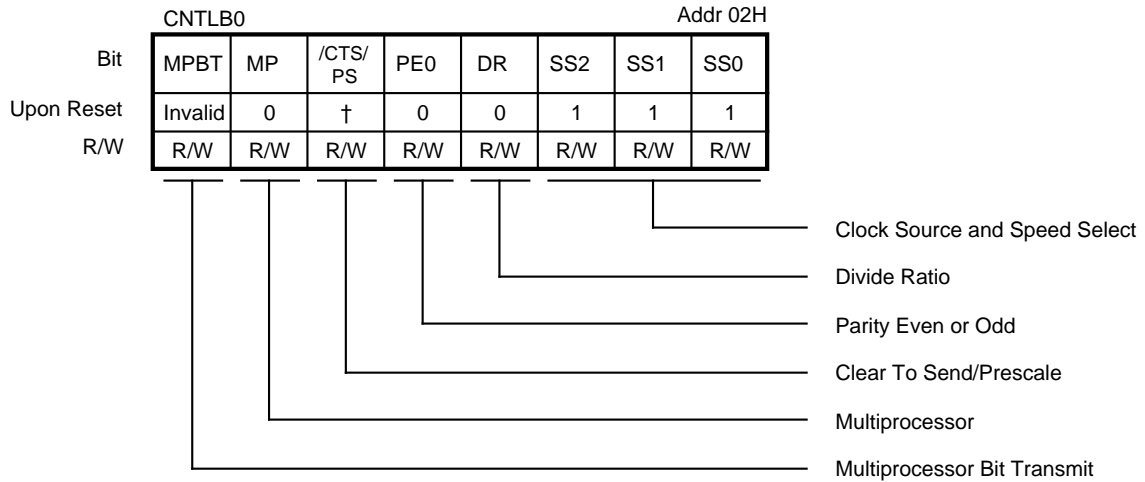 CNTLB0 Addr 02H
Bit MPBT MP /CTS/ PS PE0 DR SS2 SS1 SS0
Upon Reset Invalid 0 † 0 0 1 1 1
R/W R/W R/W R/W R/W R/W R/W R/W R/W
Clock Source and Speed Select
Divide Ratio
Parity Even or Odd
Clear To Send/Prescale
Multiprocessor
Multiprocessor Bit Transmit